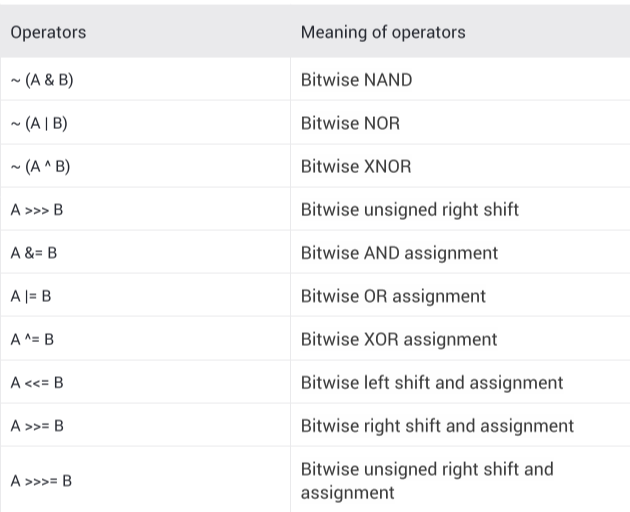 Operators Meaning of operators
~ (A & B) Bitwise NAND
~ (A | B) Bitwise NOR
~ (A ^ B) Bitwise XNOR
A >>> B Bitwise unsigned right shift
A &= B Bitwise AND assignment
A |= B Bitwise OR assignment
A ^= B Bitwise XOR assignment
A <<= B Bitwise left shift and assignment
A >>= B Bitwise right shift and assignment
A >>>= B Bitwise unsigned right shift and
assignment